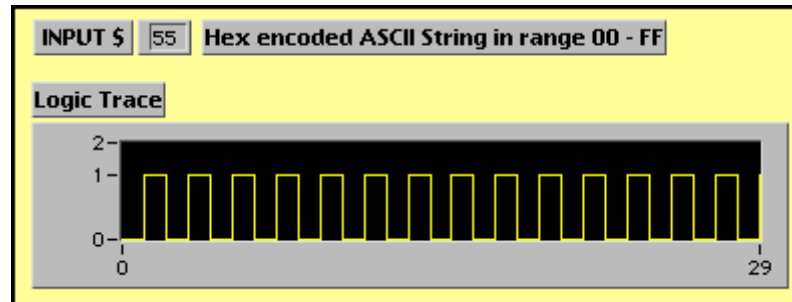 INPUT $ 55 Hex encoded ASCII String in range 00 - FF
Logic Trace
2
1
0
0 29